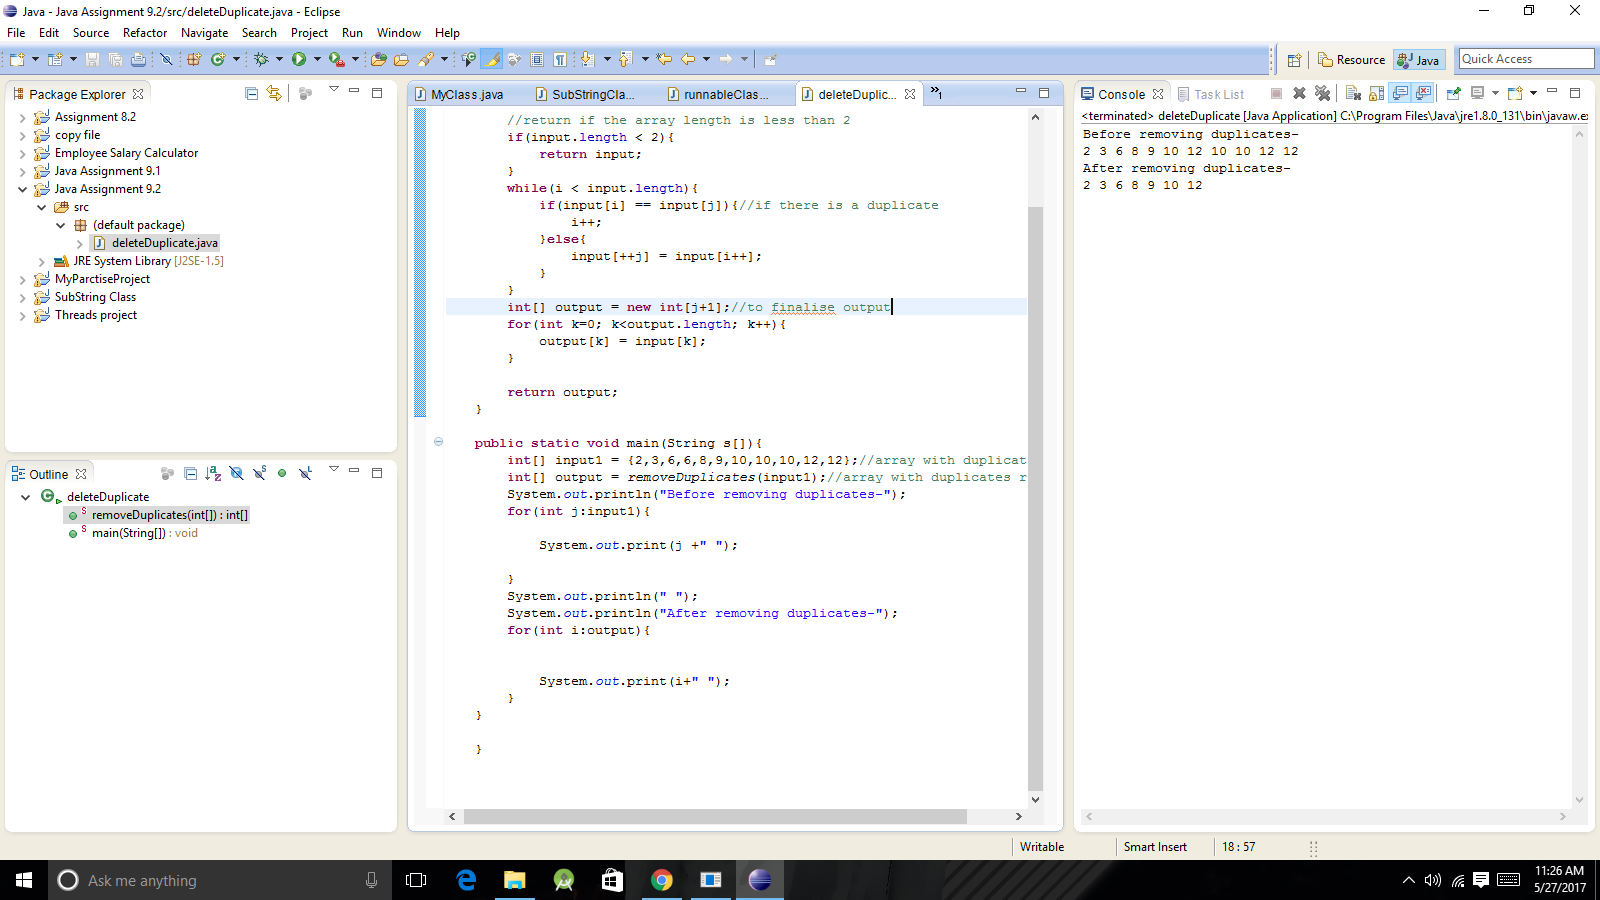 Java - Java Assignment 9.2/src/deleteDuplicate.java - Eclipse
File Edit Source Refactor Navigate Search Project Run Window Help
Resource Java Quick Access
Package Explorer
Assignment 8.2
copy file
Employee Salary Calculator
Java Assignment 9.1
Java Assignment 9.2
src
(default package)
deleteDuplicate.java
JRE System Library [J2SE-1.5]
MyParctiseProject
SubString Class
Threads project
Outline
deleteDuplicate
removeDuplicates(int[]) : int[]
main(String[]) : void
MyClass.java SubStringCla... runnableClas... deleteDuplic... »1
//return if the array length is less than 2
if(input.length < 2){
return input;
}
while(i < input.length){
if(input[i] == input[j]){//if there is a duplicate
i++;
}else{
input[++j] = input[i++];
}
}
int[] output = new int[j+1];//to finalise output
for(int k=0; k<output.length; k++){
output[k] = input[k];
}
return output;
}
public static void main(String s[]){
int[] input1 = {2,3,6,6,8,9,10,10,10,12,12};//array with duplicat
int[] output = removeDuplicates(input1);//array with duplicates r
System.out.println("Before removing duplicates-");
for(int j:input1){
System.out.print(j +" ");
}
System.out.println(" ");
System.out.println("After removing duplicates-");
for(int i:output){
System.out.print(i+" ");
}
}
}
Console Task List
<terminated> deleteDuplicate [Java Application] C:\Program Files\Java\jre1.8.0_131\bin\javaw.ex
Before removing duplicates-
2 3 6 8 9 10 12 10 10 12 12
After removing duplicates-
2 3 6 8 9 10 12
Writable Smart Insert 18 : 57
Ask me anything
11:26 AM
5/27/2017